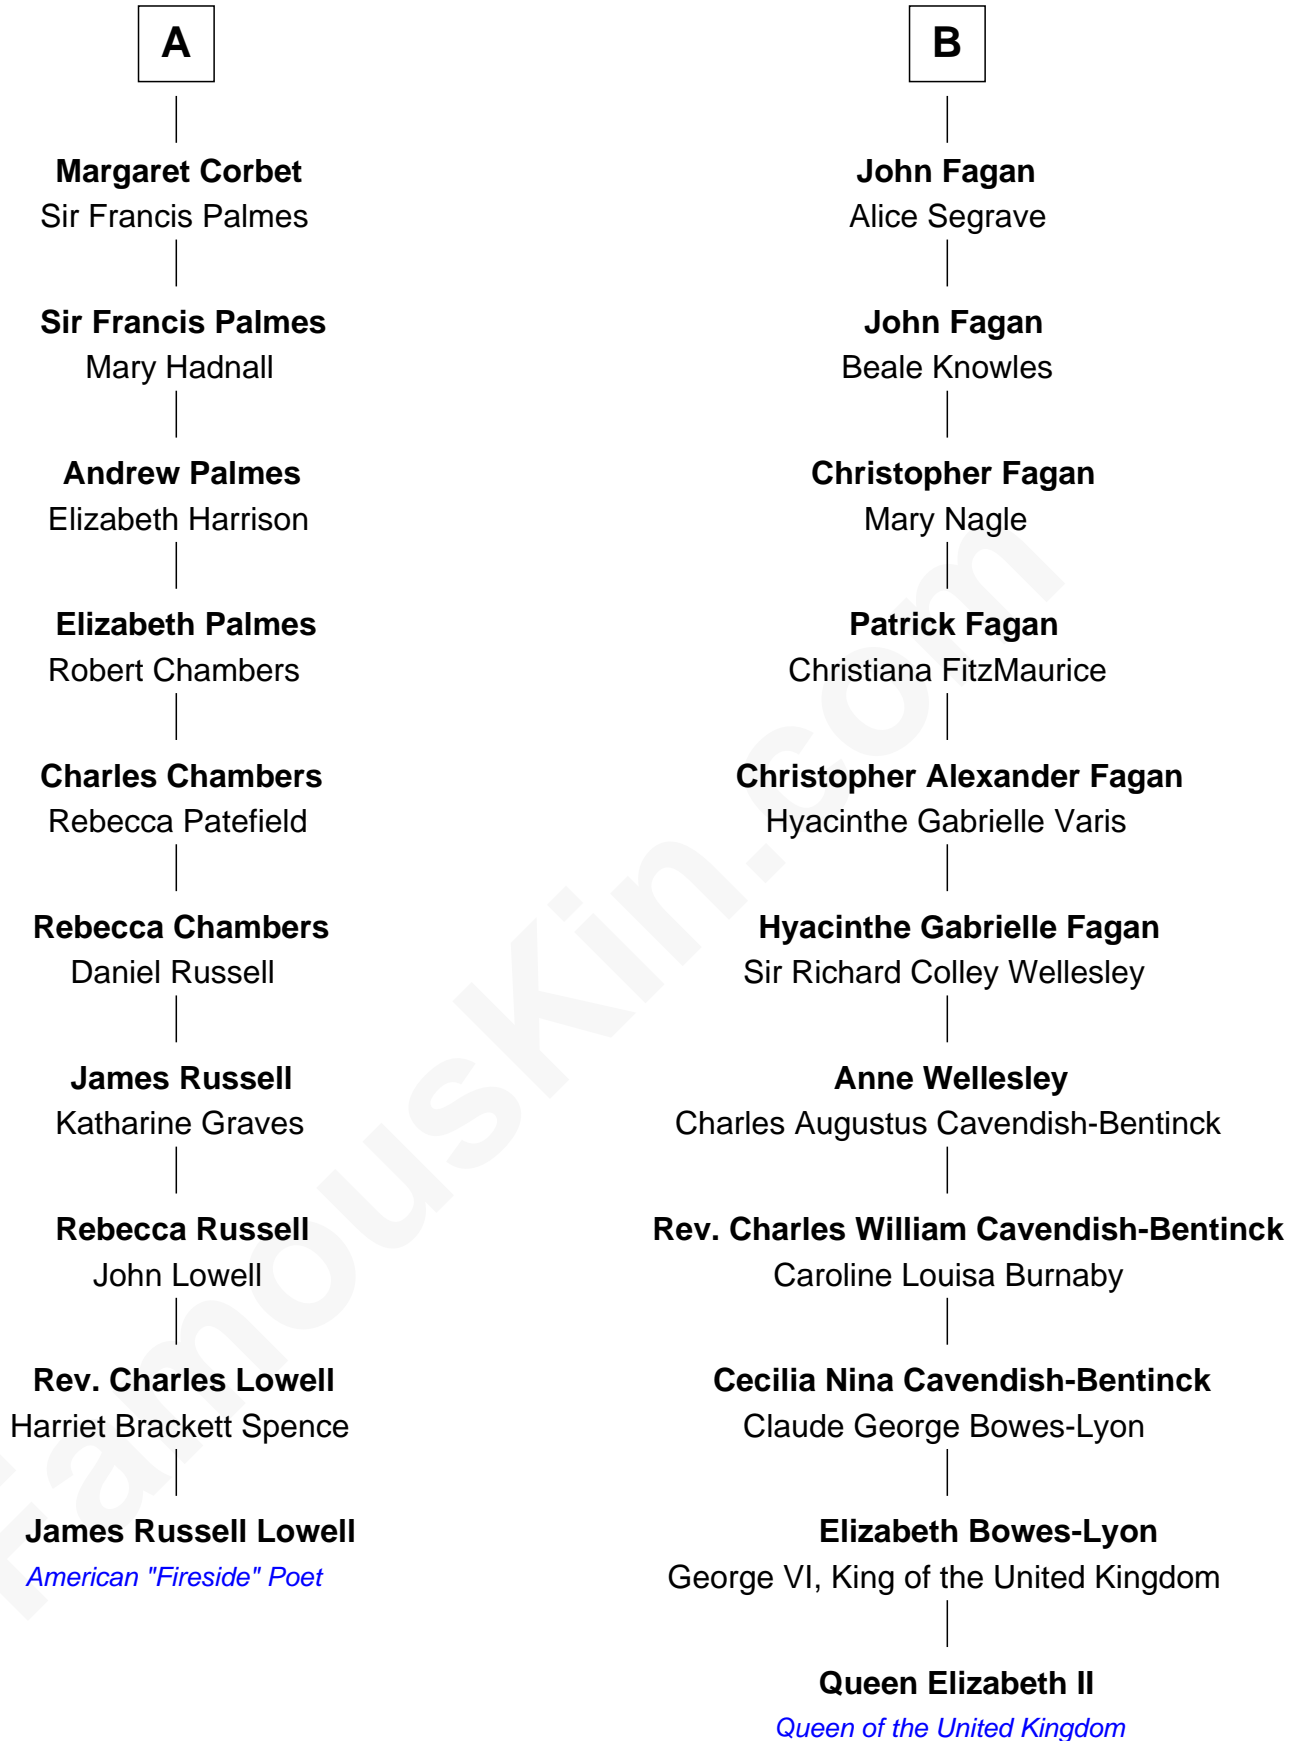 A
Margaret Corbet
Sir Francis Palmes
Sir Francis Palmes
Mary Hadnall
Andrew Palmes
Elizabeth Harrison
Elizabeth Palmes
Robert Chambers
Charles Chambers
Rebecca Patefield
Rebecca Chambers
Daniel Russell
James Russell
Katharine Graves
Rebecca Russell
John Lowell
Rev. Charles Lowell
Harriet Brackett Spence
James Russell Lowell
American "Fireside" Poet
B
John Fagan
Alice Segrave
John Fagan
Beale Knowles
Christopher Fagan
Mary Nagle
Patrick Fagan
Christiana FitzMaurice
Christopher Alexander Fagan
Hyacinthe Gabrielle Varis
Hyacinthe Gabrielle Fagan
Sir Richard Colley Wellesley
Anne Wellesley
Charles Augustus Cavendish-Bentinck
Rev. Charles William Cavendish-Bentinck
Caroline Louisa Burnaby
Cecilia Nina Cavendish-Bentinck
Claude George Bowes-Lyon
Elizabeth Bowes-Lyon
George VI, King of the United Kingdom
Queen Elizabeth II
Queen of the United Kingdom
FamousKin.com